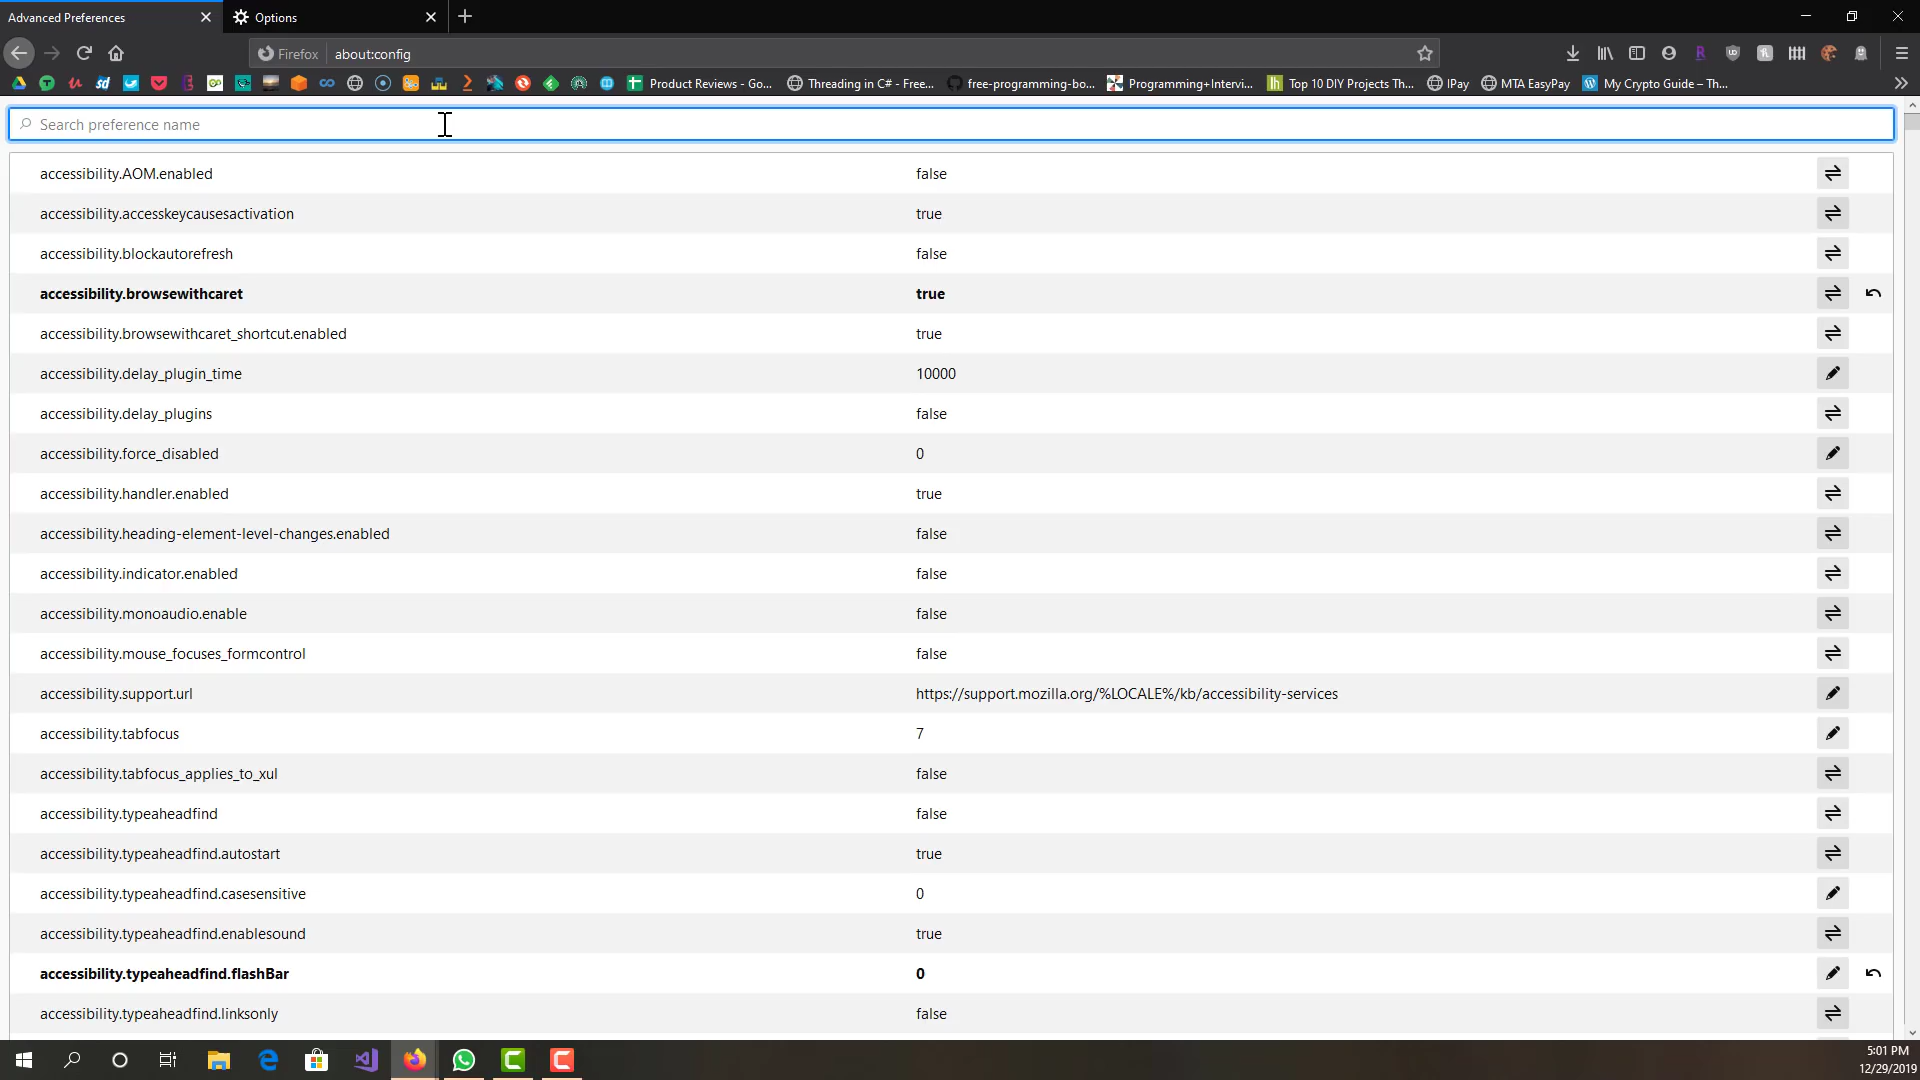 Advanced Preferences
Options
Firefox
about:config
Product Reviews - Go...
Threading in C# - Free...
free-programming-bo...
Programming+Intervi...
Top 10 DIY Projects Th...
IPay
MTA EasyPay
My Crypto Guide – Th...
Search preference name
accessibility.AOM.enabled false
accessibility.accesskeycausesactivation true
accessibility.blockautorefresh false
accessibility.browsewithcaret true
accessibility.browsewithcaret_shortcut.enabled true
accessibility.delay_plugin_time 10000
accessibility.delay_plugins false
accessibility.force_disabled 0
accessibility.handler.enabled true
accessibility.heading-element-level-changes.enabled false
accessibility.indicator.enabled false
accessibility.monoaudio.enable false
accessibility.mouse_focuses_formcontrol false
accessibility.support.url https://support.mozilla.org/%LOCALE%/kb/accessibility-services
accessibility.tabfocus 7
accessibility.tabfocus_applies_to_xul false
accessibility.typeaheadfind false
accessibility.typeaheadfind.autostart true
accessibility.typeaheadfind.casesensitive 0
accessibility.typeaheadfind.enablesound true
accessibility.typeaheadfind.flashBar 0
accessibility.typeaheadfind.linksonly false
5:01 PM
12/29/2019